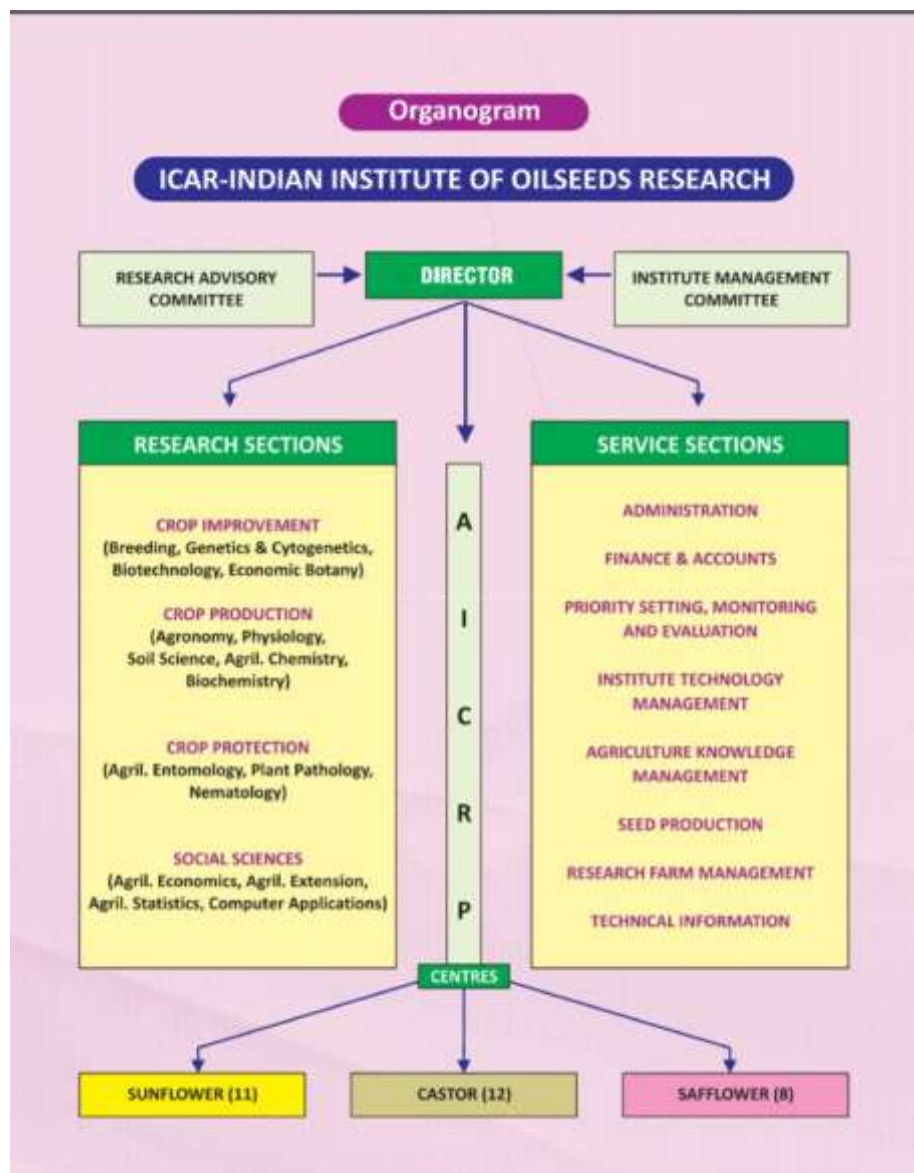 Organogram
ICAR-INDIAN INSTITUTE OF OILSEEDS RESEARCH
RESEARCH ADVISORY
COMMITTEE
DIRECTOR
INSTITUTE MANAGEMENT
COMMITTEE
RESEARCH SECTIONS
CROP IMPROVEMENT
(Breeding, Genetics & Cytogenetics,
Biotechnology, Economic Botany)
CROP PRODUCTION
(Agronomy, Physiology,
Soil Science, Agril. Chemistry,
Biochemistry)
CROP PROTECTION
(Agril. Entomology, Plant Pathology,
Nematology)
SOCIAL SCIENCES
(Agril. Economics, Agril. Extension,
Agril. Statistics, Computer Applications)
A
I
C
R
P
SERVICE SECTIONS
ADMINISTRATION
FINANCE & ACCOUNTS
PRIORITY SETTING, MONITORING
AND EVALUATION
INSTITUTE TECHNOLOGY
MANAGEMENT
AGRICULTURE KNOWLEDGE
MANAGEMENT
SEED PRODUCTION
RESEARCH FARM MANAGEMENT
TECHNICAL INFORMATION
CENTRES
SUNFLOWER (11)
CASTOR (12)
SAFFLOWER (8)